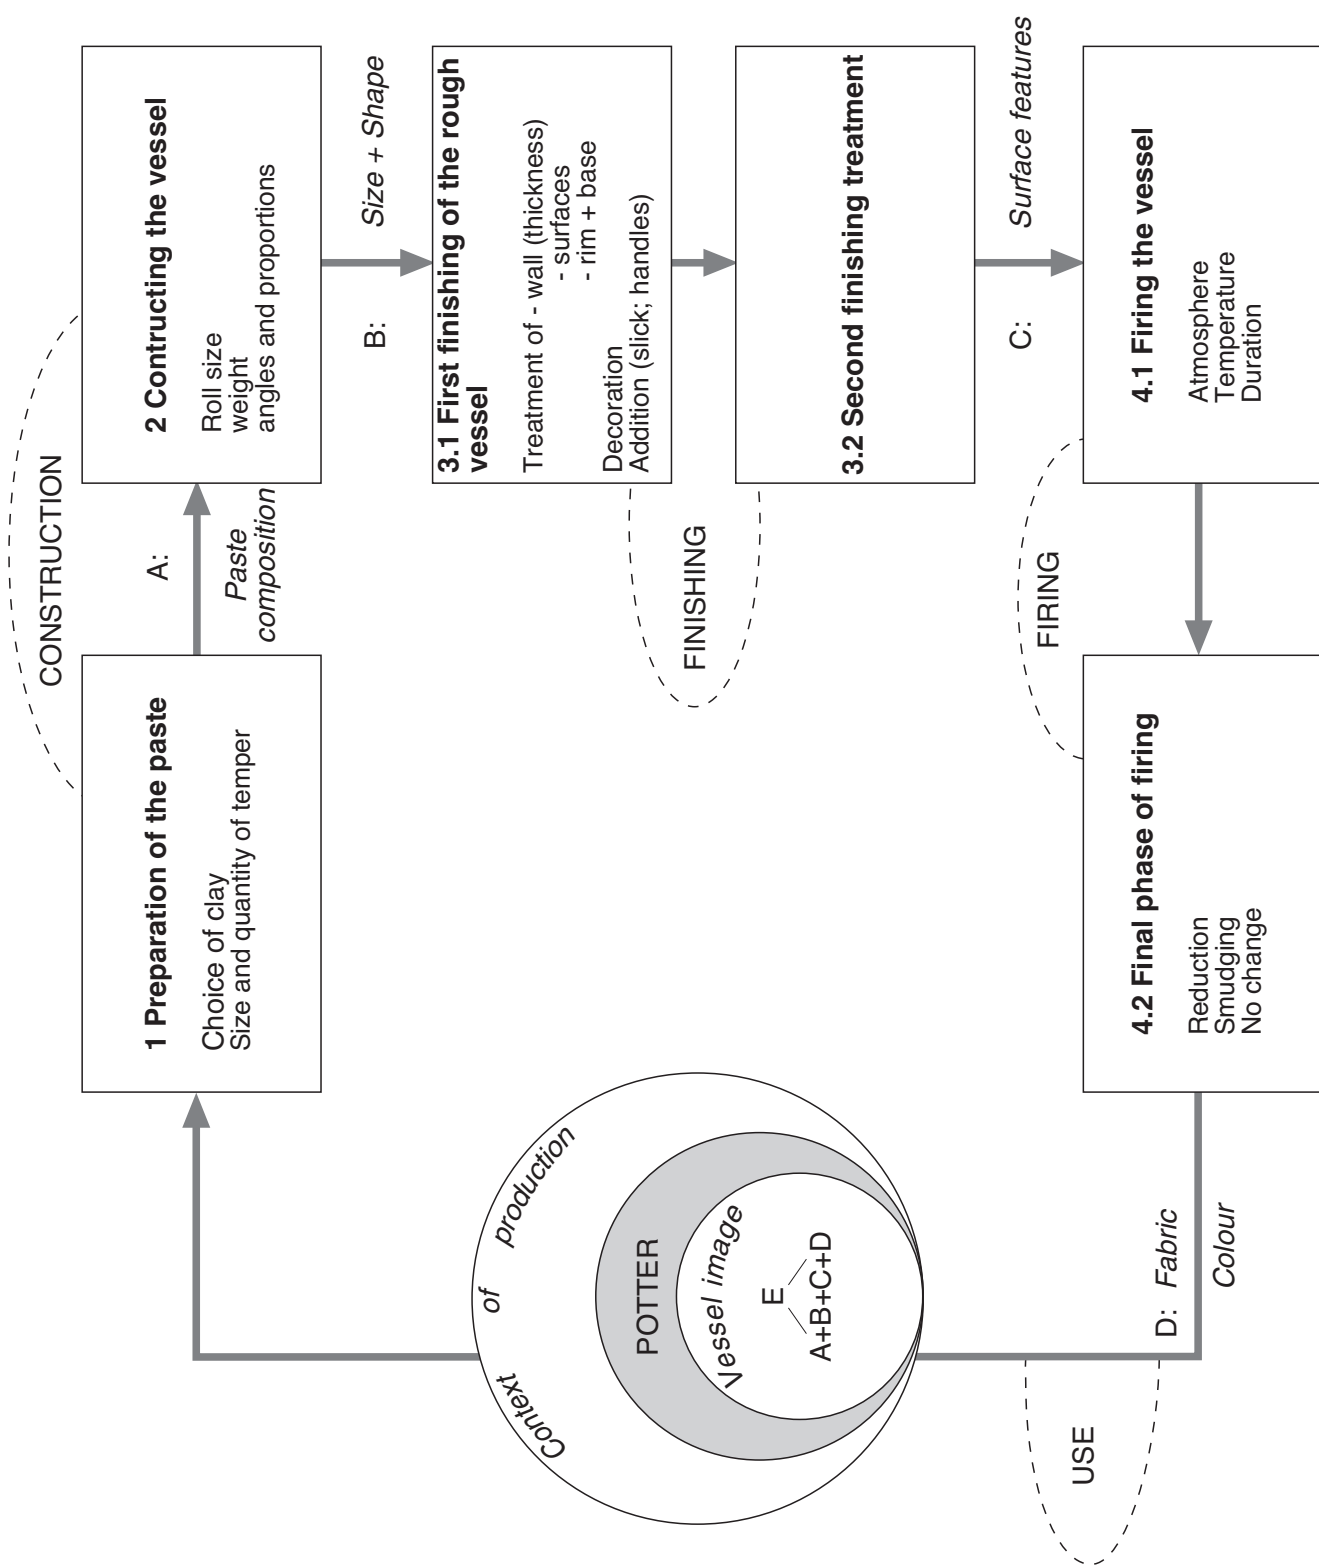 CONSTRUCTION
1 Preparation of the paste
Choice of clay
Size and quantity of temper
A:
Paste
composition
2 Contructing the vessel
Roll size
weight
angles and proportions
B:
Size + Shape
3.1 First finishing of the rough
vessel
Treatment of - wall (thickness)
- surfaces
- rim + base
Decoration
Addition (slick; handles)
FINISHING
3.2 Second finishing treatment
C:
Surface features
4.1 Firing the vessel
Atmosphere
Temperature
Duration
FIRING
4.2 Final phase of firing
Reduction
Smudging
No change
D: Fabric
Colour
USE
Context of production
POTTER
Vessel image
E
A+B+C+D